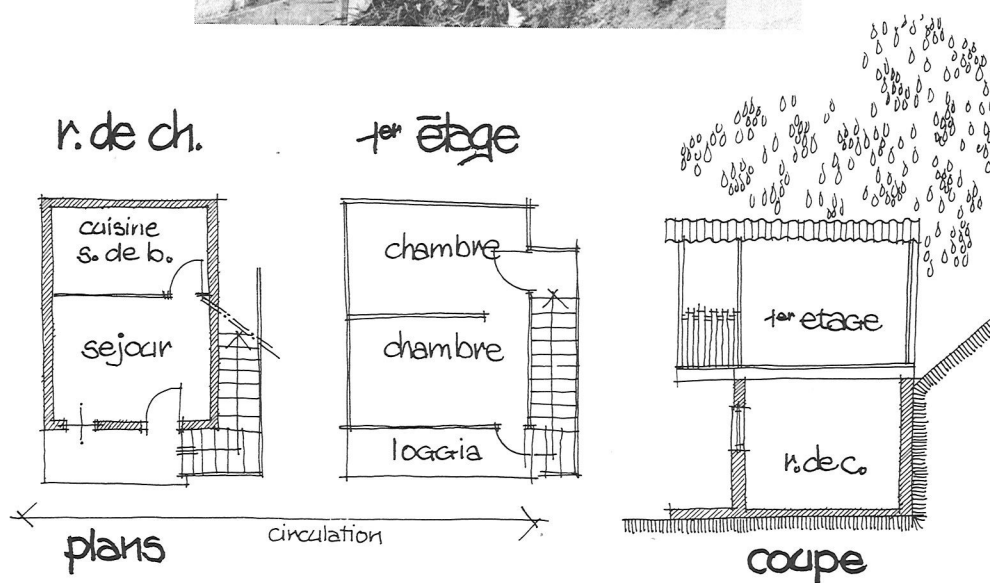 r. de ch.
1er étage
cuisine
s. de b.
sejour
chambre
chambre
loggia
1er etage
r. de c.
circulation
plans
coupe